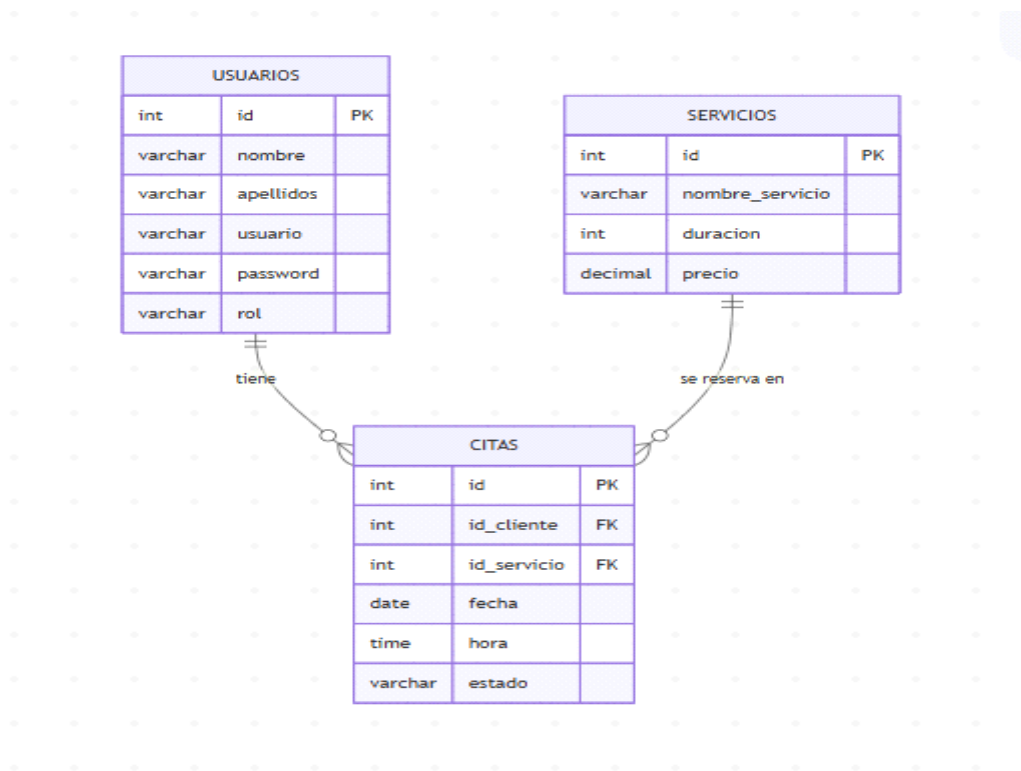 USUARIOS
int id PK
varchar nombre
varchar apellidos
varchar usuario
varchar password
varchar rol
SERVICIOS
int id PK
varchar nombre_servicio
int duracion
decimal precio
tiene
se reserva en
CITAS
int id PK
int id_cliente FK
int id_servicio FK
date fecha
time hora
varchar estado